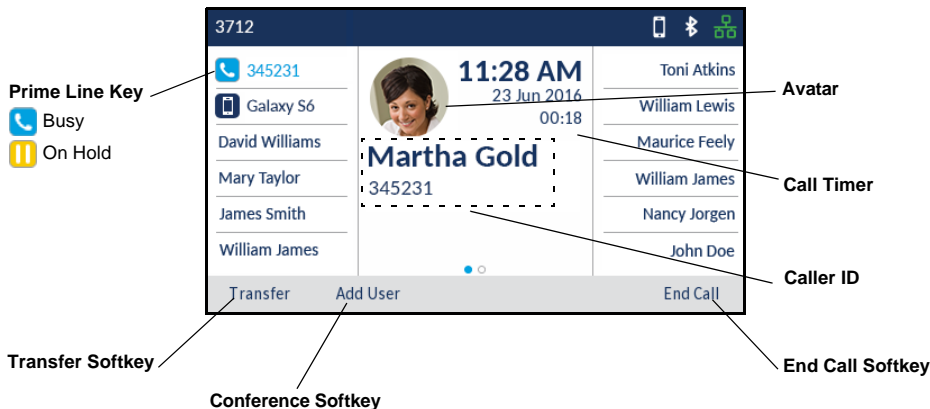 3712
Prime Line Key
Busy
On Hold
345231
Galaxy S6
David Williams
Mary Taylor
James Smith
William James
11:28 AM
23 Jun 2016
00:18
Martha Gold
345231
Toni Atkins
William Lewis
Maurice Feely
William James
Nancy Jorgen
John Doe
Avatar
Call Timer
Caller ID
Transfer
Add User
End Call
Transfer Softkey
Conference Softkey
End Call Softkey